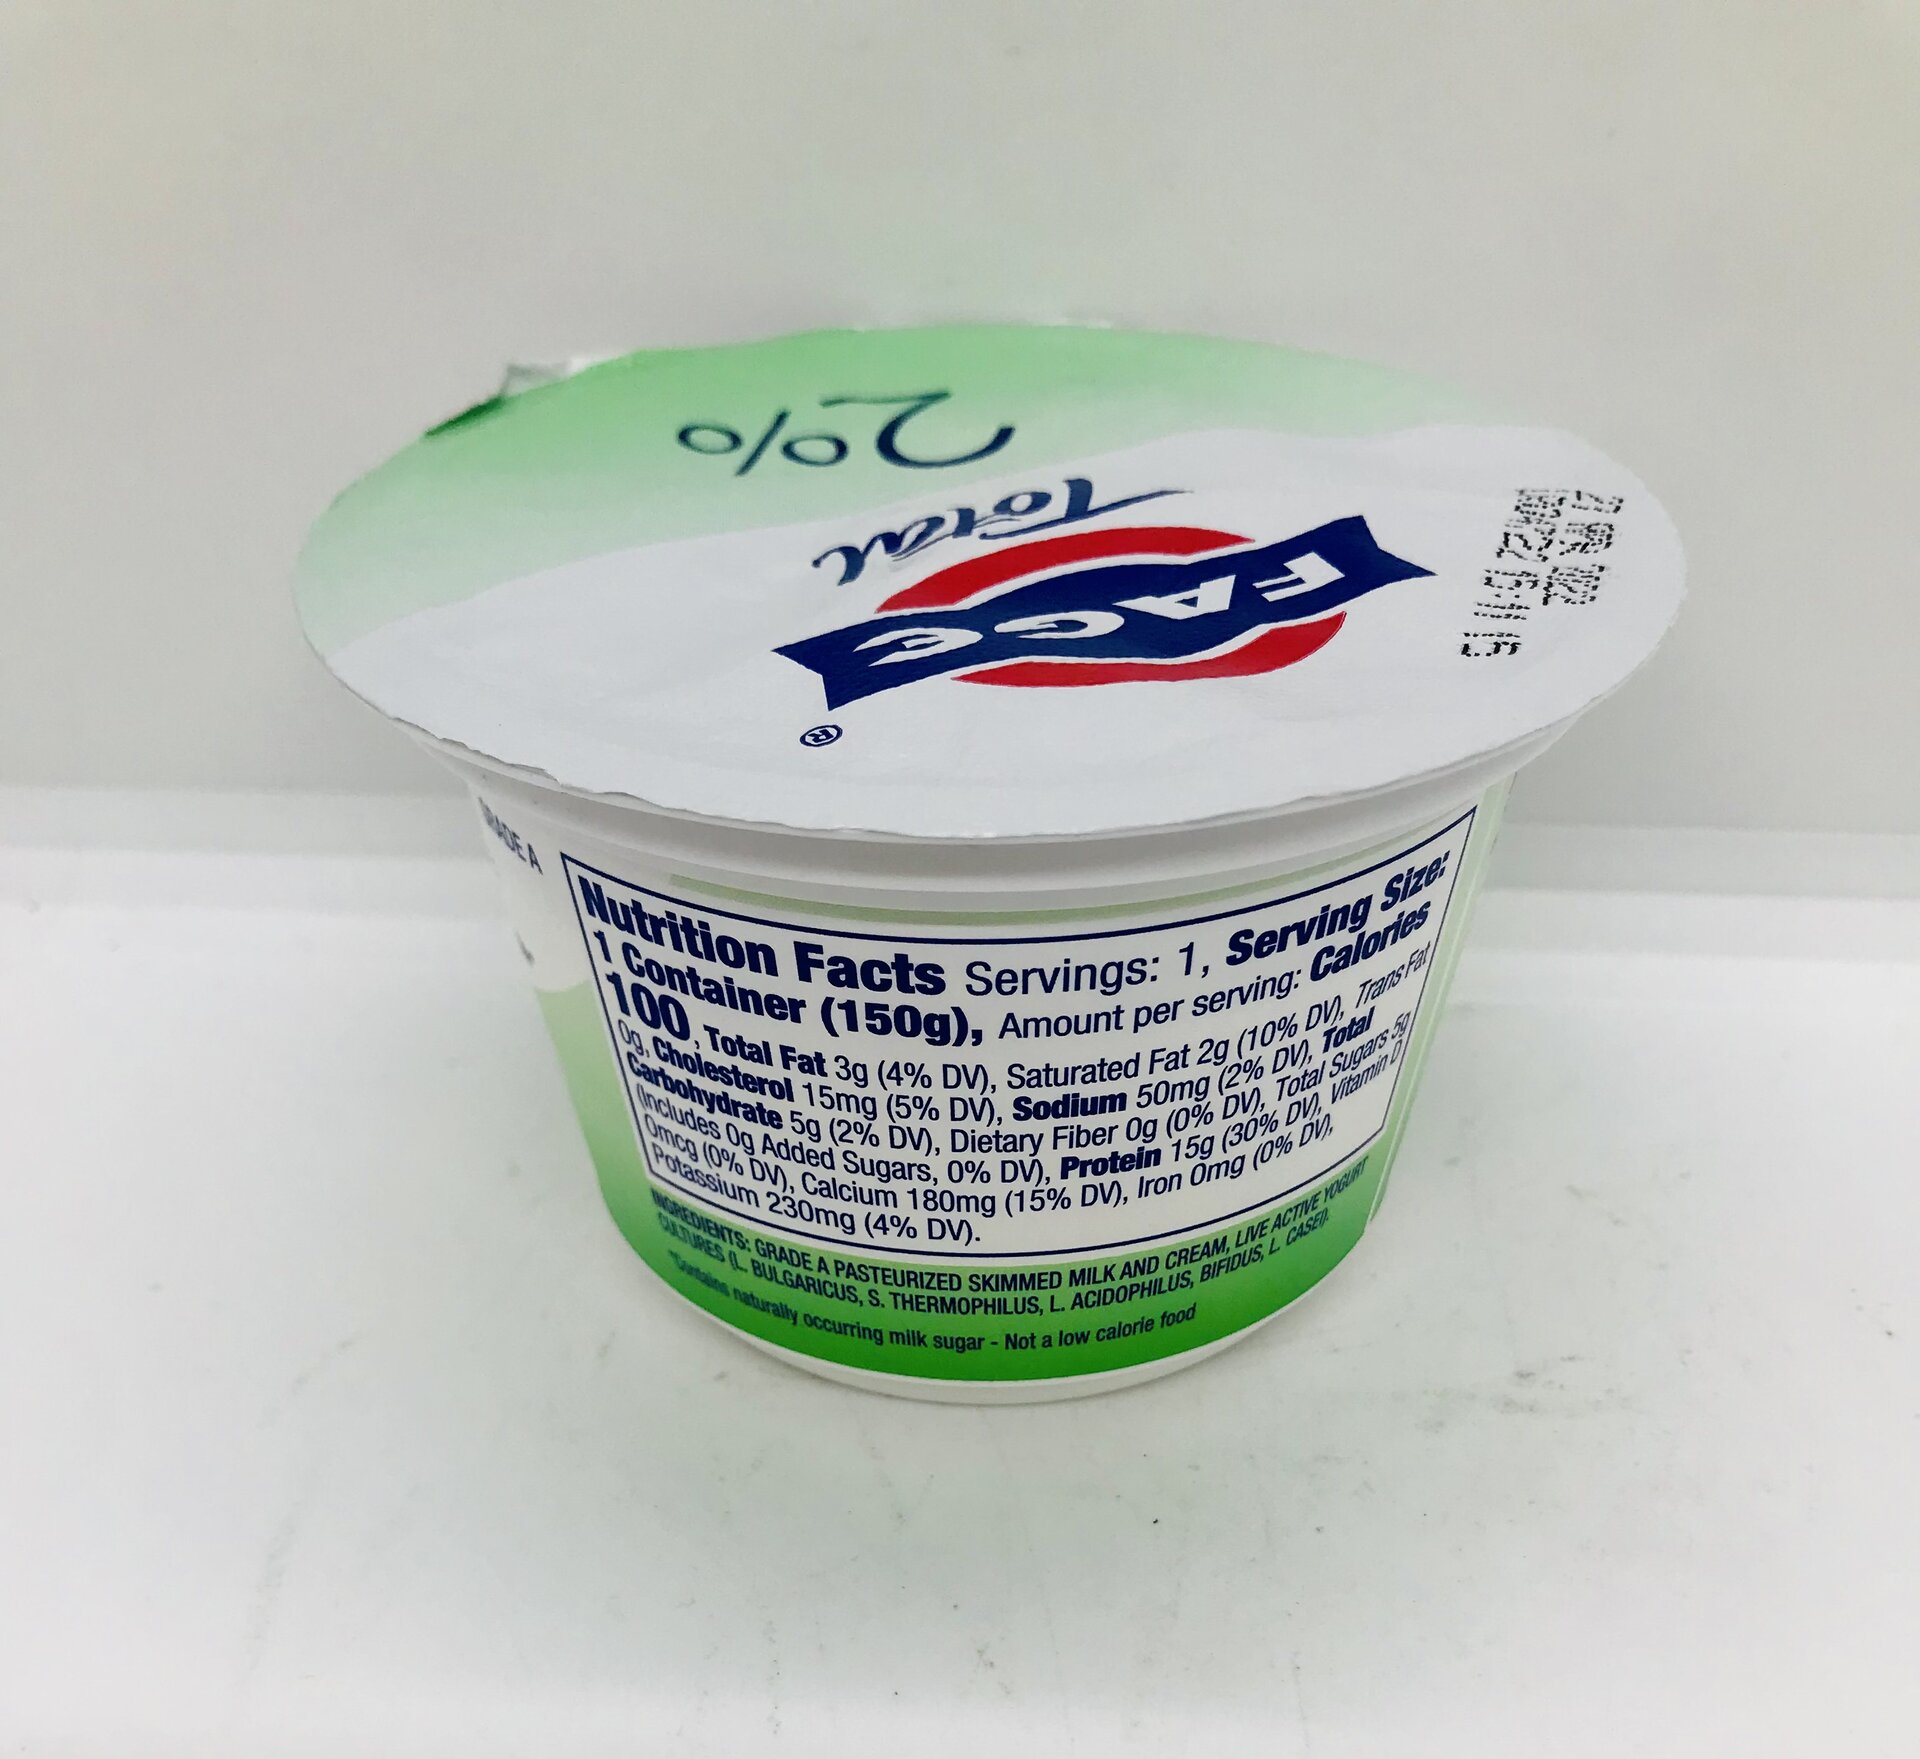 2%
Total
FAGE
®
GRADE A
Nutrition Facts Servings: 1, Serving Size:
1 Container (150g), Amount per serving: Calories
100, Total Fat 3g (4% DV), Saturated Fat 2g (10% DV), Trans Fat
0g, Cholesterol 15mg (5% DV), Sodium 50mg (2% DV), Total
Carbohydrate 5g (2% DV), Dietary Fiber 0g (0% DV), Total Sugars 5g
(Includes 0g Added Sugars, 0% DV), Protein 15g (30% DV), Vitamin D
0mcg (0% DV), Calcium 180mg (15% DV), Iron 0mg (0% DV),
Potassium 230mg (4% DV).
INGREDIENTS: GRADE A PASTEURIZED SKIMMED MILK AND CREAM, LIVE ACTIVE YOGURT
CULTURES (L. BULGARICUS, S. THERMOPHILUS, L. ACIDOPHILUS, BIFIDUS, L. CASEI).
*Contains naturally occurring milk sugar - Not a low calorie food